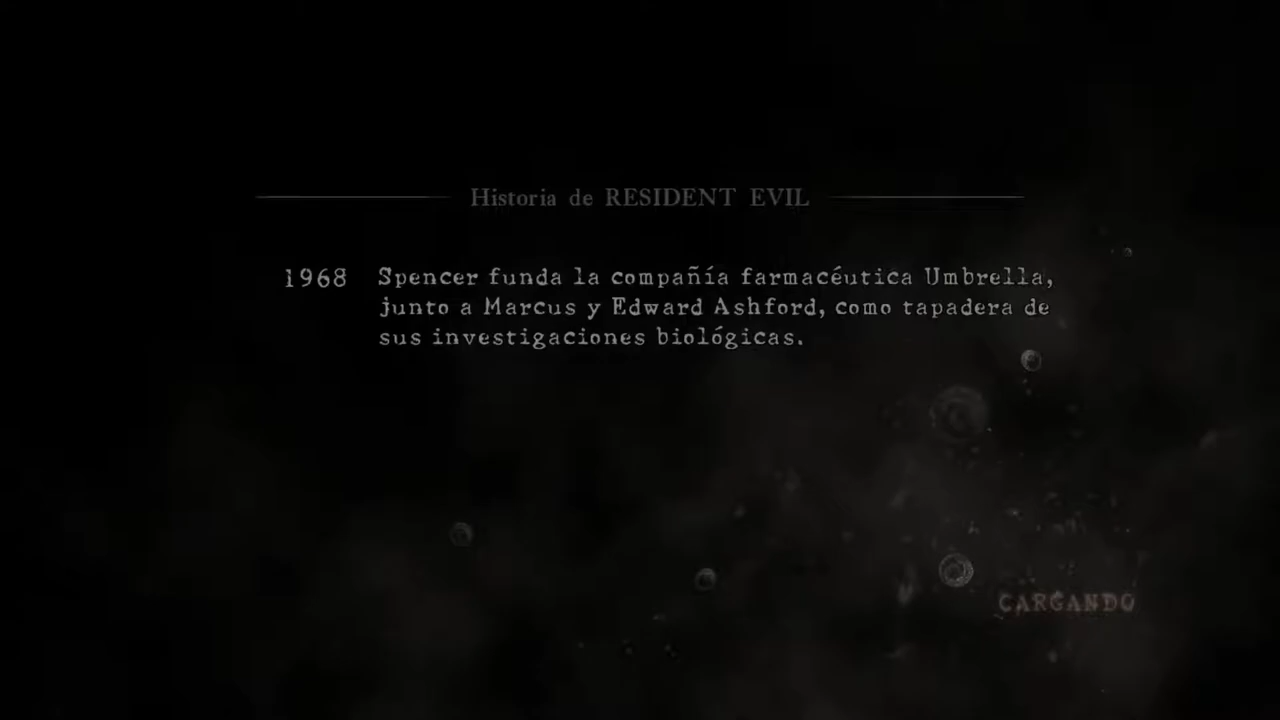 Historia de RESIDENT EVIL
1968 Spencer funda la compañía farmacéutica Umbrella,
junto a Marcus y Edward Ashford, como tapadera de
sus investigaciones biológicas.
CARGANDO